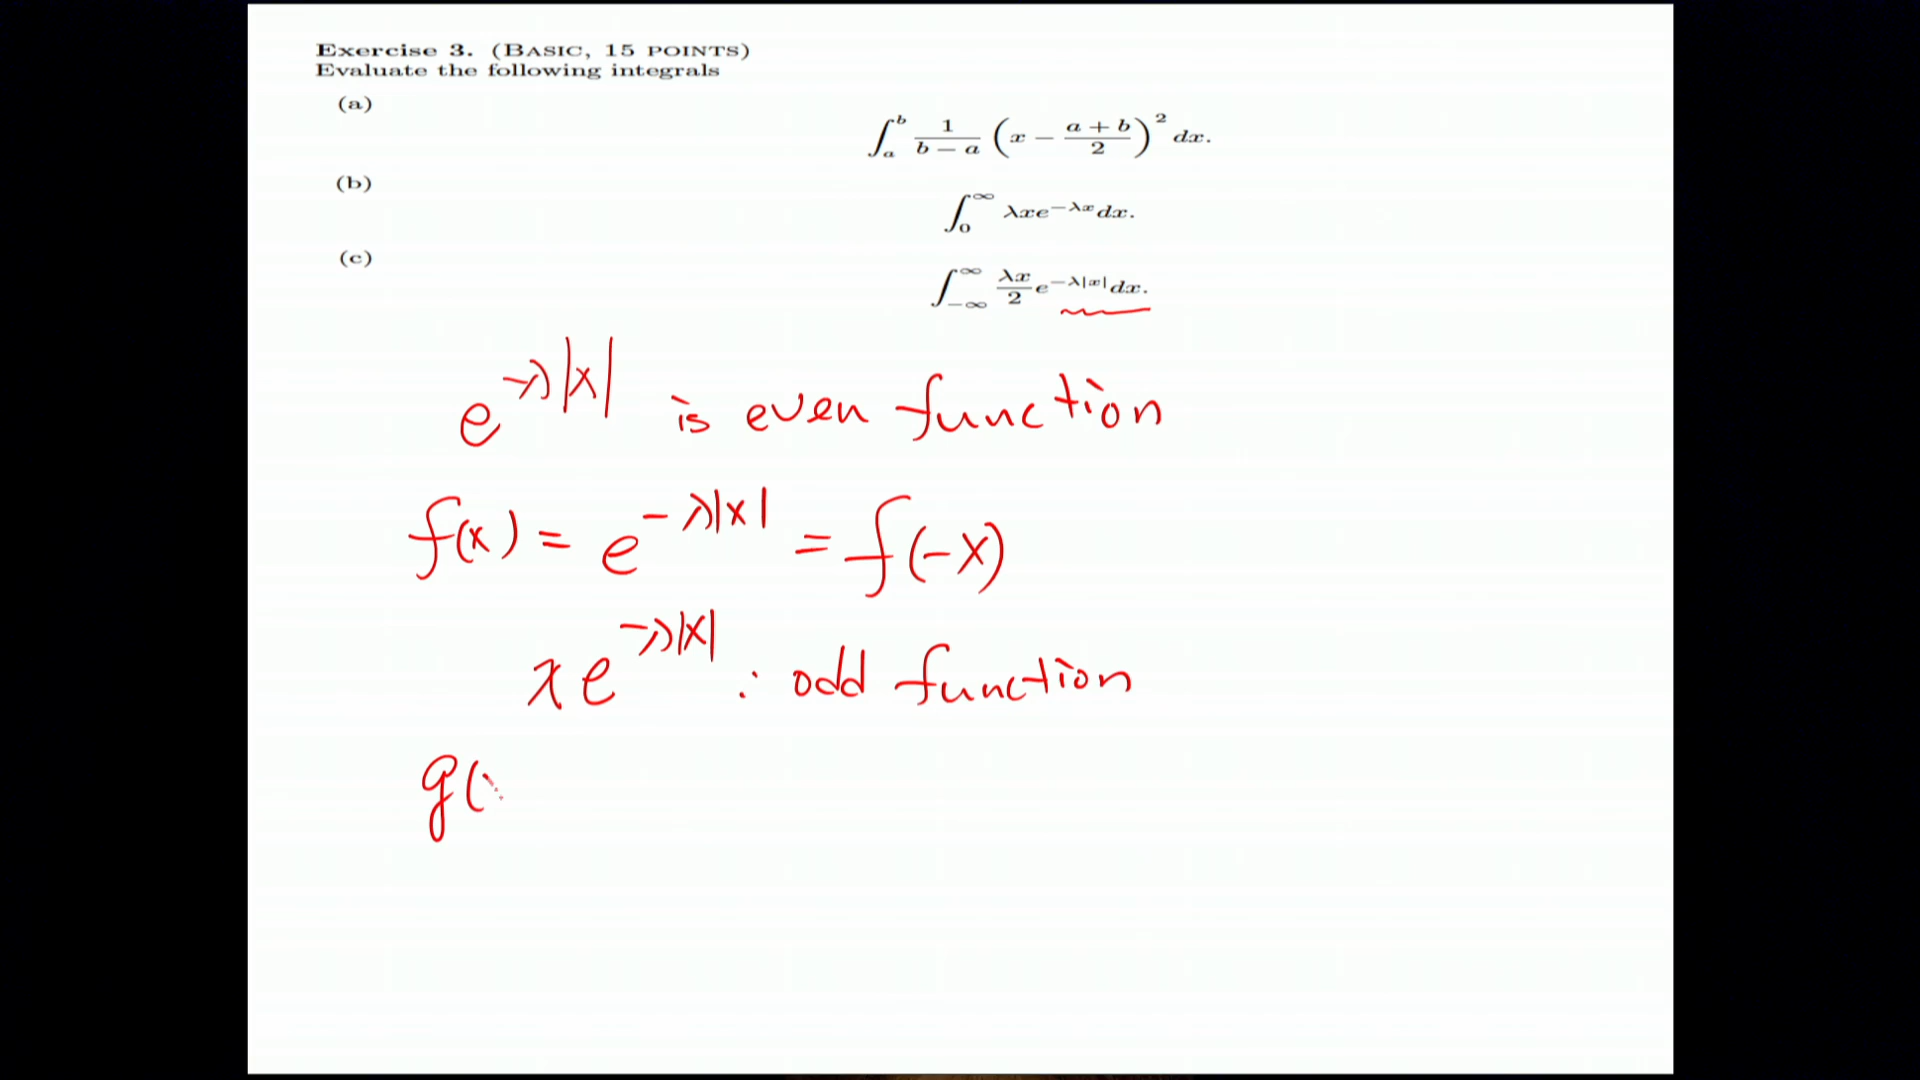 Exercise 3. (BASIC, 15 POINTS)
Evaluate the following integrals
(a)
∫_a^b 1/(b − a) (x − (a + b)/2)^2 dx.
(b)
∫_0^∞ λxe^{−λx}dx.
(c)
∫_{−∞}^∞ λx/2 e^{−λ|x|}dx.
e^{−λ|x|} is even function
f(x) = e^{−λ|x|} = f(−x)
xe^{−λ|x|} : odd function
g(